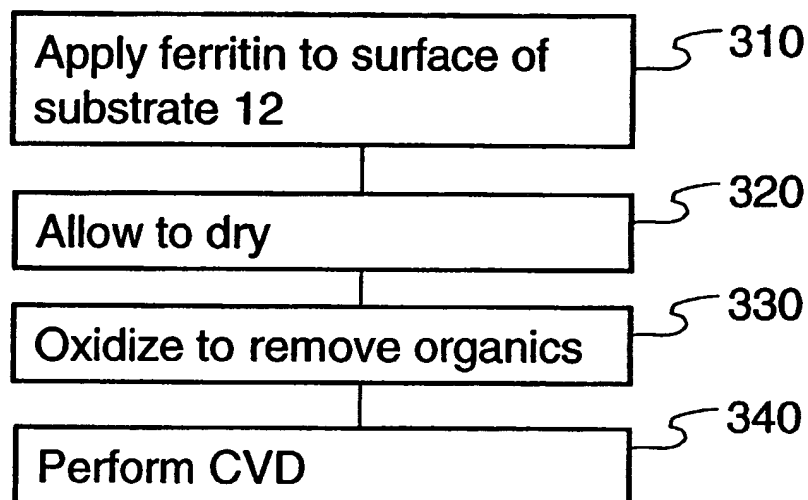 Apply ferritin to surface of
substrate 12
310
Allow to dry
320
Oxidize to remove organics
330
Perform CVD
340